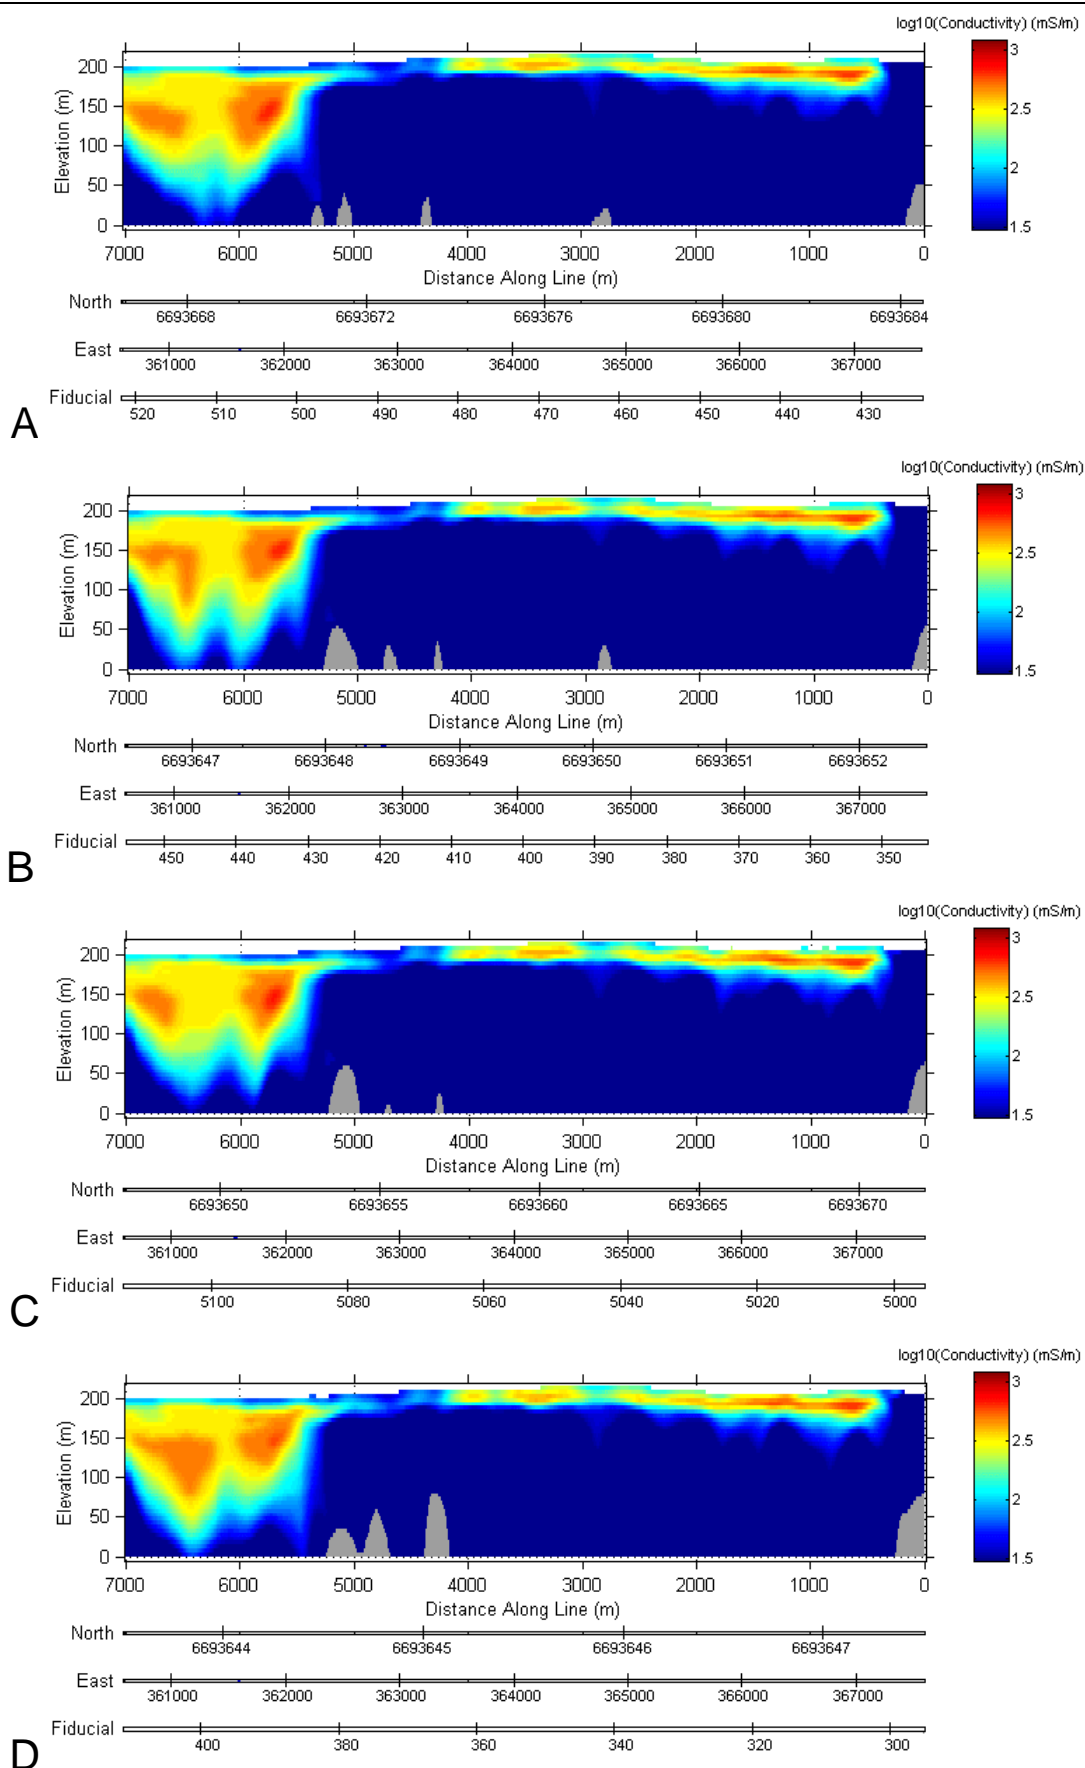 log10(Conductivity) (mS/m)
3
2.5
2
1.5
200
150
100
50
0
Elevation (m)
7000 6000 5000 4000 3000 2000 1000 0
Distance Along Line (m)
North
6693668 6693672 6693676 6693680 6693684
East
361000 362000 363000 364000 365000 366000 367000
Fiducial
520 510 500 490 480 470 460 450 440 430
A
log10(Conductivity) (mS/m)
3
2.5
2
1.5
200
150
100
50
0
Elevation (m)
7000 6000 5000 4000 3000 2000 1000 0
Distance Along Line (m)
North
6693647 6693648 6693649 6693650 6693651 6693652
East
361000 362000 363000 364000 365000 366000 367000
Fiducial
450 440 430 420 410 400 390 380 370 360 350
B
log10(Conductivity) (mS/m)
3
2.5
2
1.5
200
150
100
50
0
Elevation (m)
7000 6000 5000 4000 3000 2000 1000 0
Distance Along Line (m)
North
6693650 6693655 6693660 6693665 6693670
East
361000 362000 363000 364000 365000 366000 367000
Fiducial
5100 5080 5060 5040 5020 5000
C
log10(Conductivity) (mS/m)
3
2.5
2
1.5
200
150
100
50
0
Elevation (m)
7000 6000 5000 4000 3000 2000 1000 0
Distance Along Line (m)
North
6693644 6693645 6693646 6693647
East
361000 362000 363000 364000 365000 366000 367000
Fiducial
400 380 360 340 320 300
D